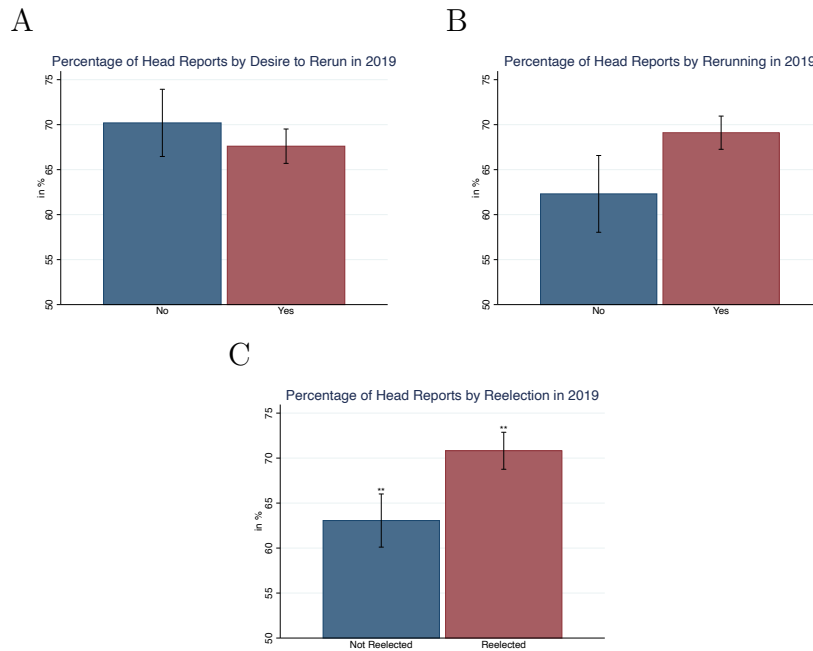 A
Percentage of Head Reports by Desire to Rerun in 2019
in %
75
70
65
60
55
50
No
Yes
B
Percentage of Head Reports by Rerunning in 2019
in %
75
70
65
60
55
50
No
Yes
C
Percentage of Head Reports by Reelection in 2019
in %
75
70
65
60
55
50
**
**
Not Reelected
Reelected